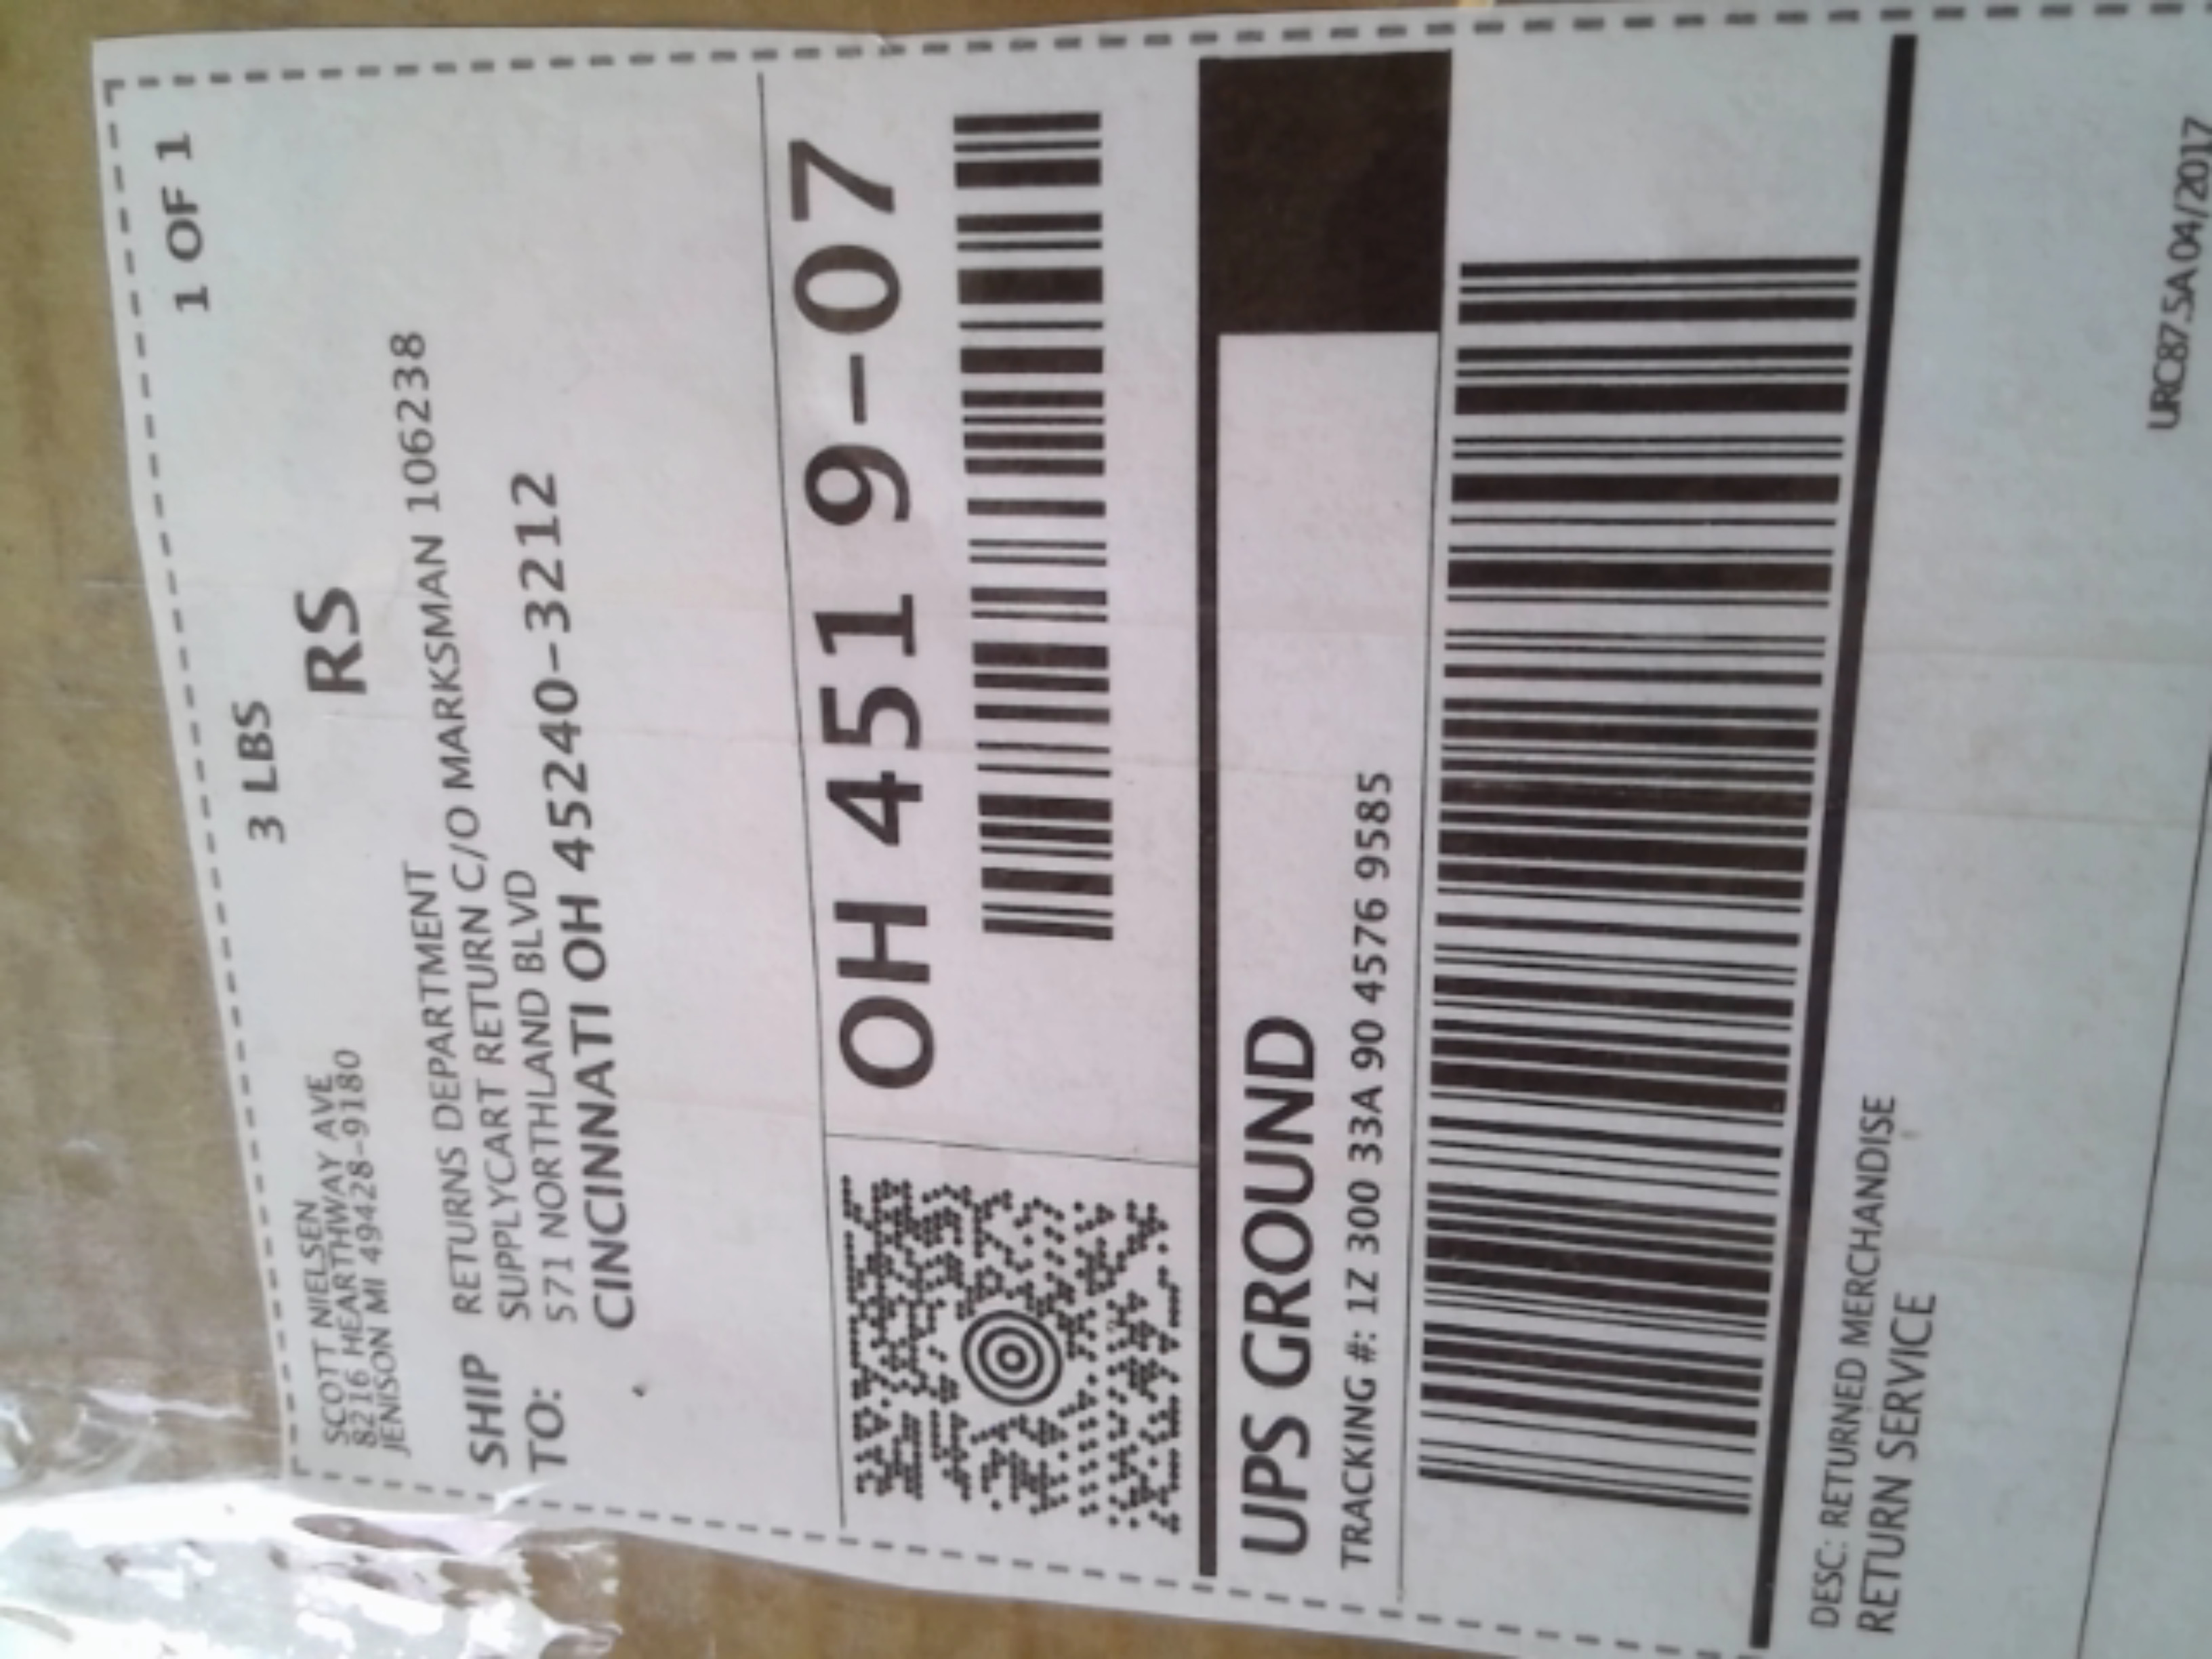 1 OF 1
3 LBS
RS
SCOTT NIELSEN
8216 HEARTHWAY AVE
JENISON MI 49428-9180
SHIP TO:
RETURNS DEPARTMENT
SUPPLYCART RETURN C/O MARKSMAN 106238
571 NORTHLAND BLVD
CINCINNATI OH 45240-3212
OH 451 9-07
UPS GROUND
TRACKING #: 1Z 300 33A 90 4576 9585
DESC: RETURNED MERCHANDISE
RETURN SERVICE
URC87.5A 04/2017